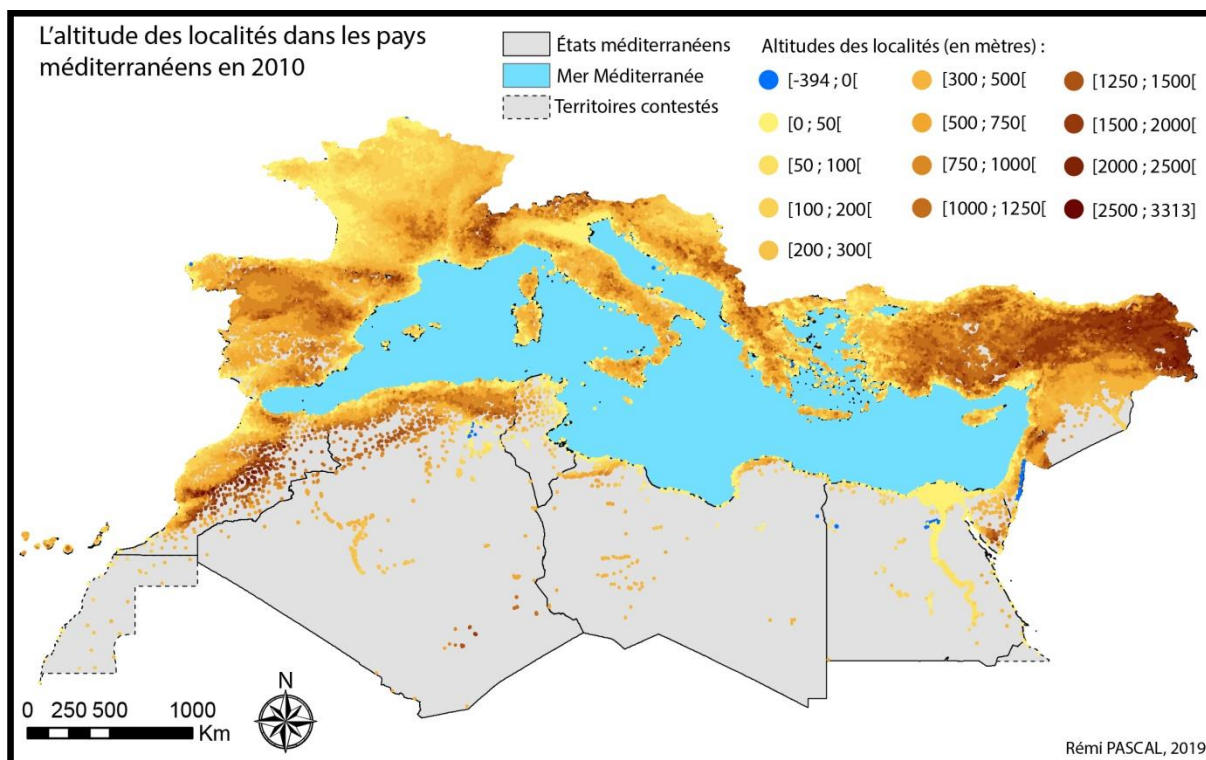 L'altitude des localités dans les pays
méditerranéens en 2010
États méditerranéens
Mer Méditerranée
Territoires contestés
Altitudes des localités (en mètres) :
[-394 ; 0[
[0 ; 50[
[50 ; 100[
[100 ; 200[
[200 ; 300[
[300 ; 500[
[500 ; 750[
[750 ; 1000[
[1000 ; 1250[
[1250 ; 1500[
[1500 ; 2000[
[2000 ; 2500[
[2500 ; 3313]
N
0 250 500 1000
Km
Rémi PASCAL, 2019